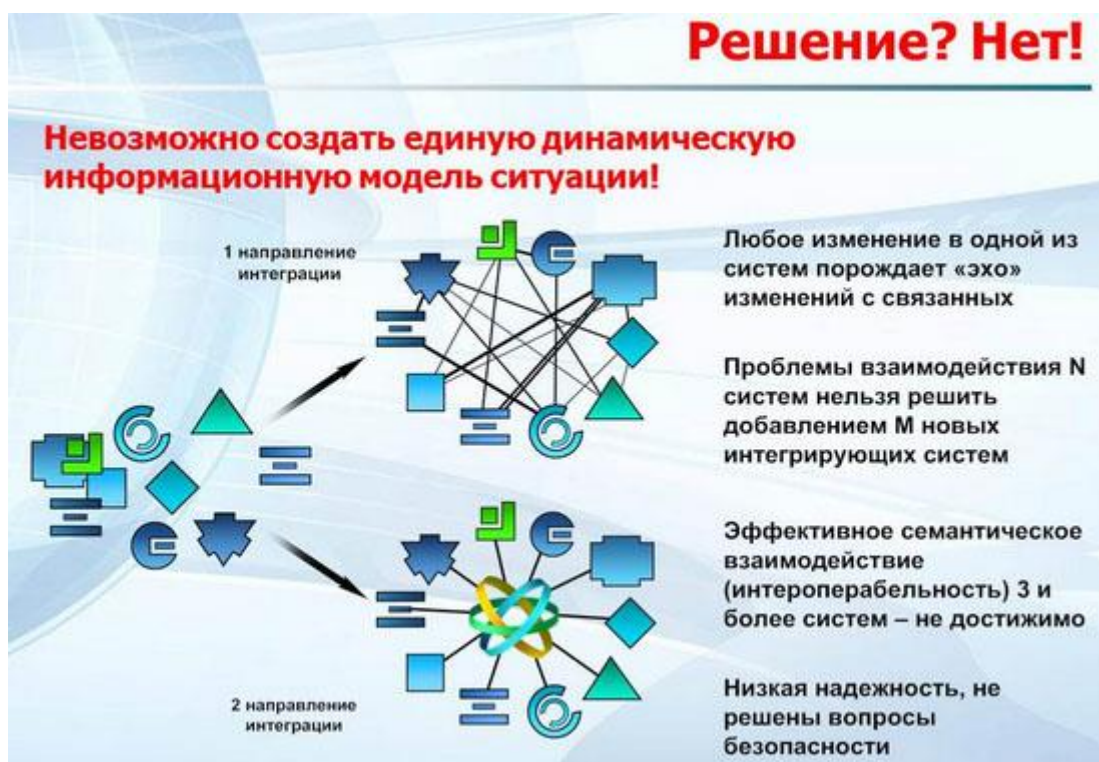 Решение? Нет!
Невозможно создать единую динамическую
информационную модель ситуации!
1 направление
интеграции
Любое изменение в одной из
систем порождает «эхо»
изменений с связанных
Проблемы взаимодействия N
систем нельзя решить
добавлением М новых
интегрирующих систем
Эффективное семантическое
взаимодействие
(интероперабельность) 3 и
более систем – не достижимо
2 направление
интеграции
Низкая надежность, не
решены вопросы
безопасности